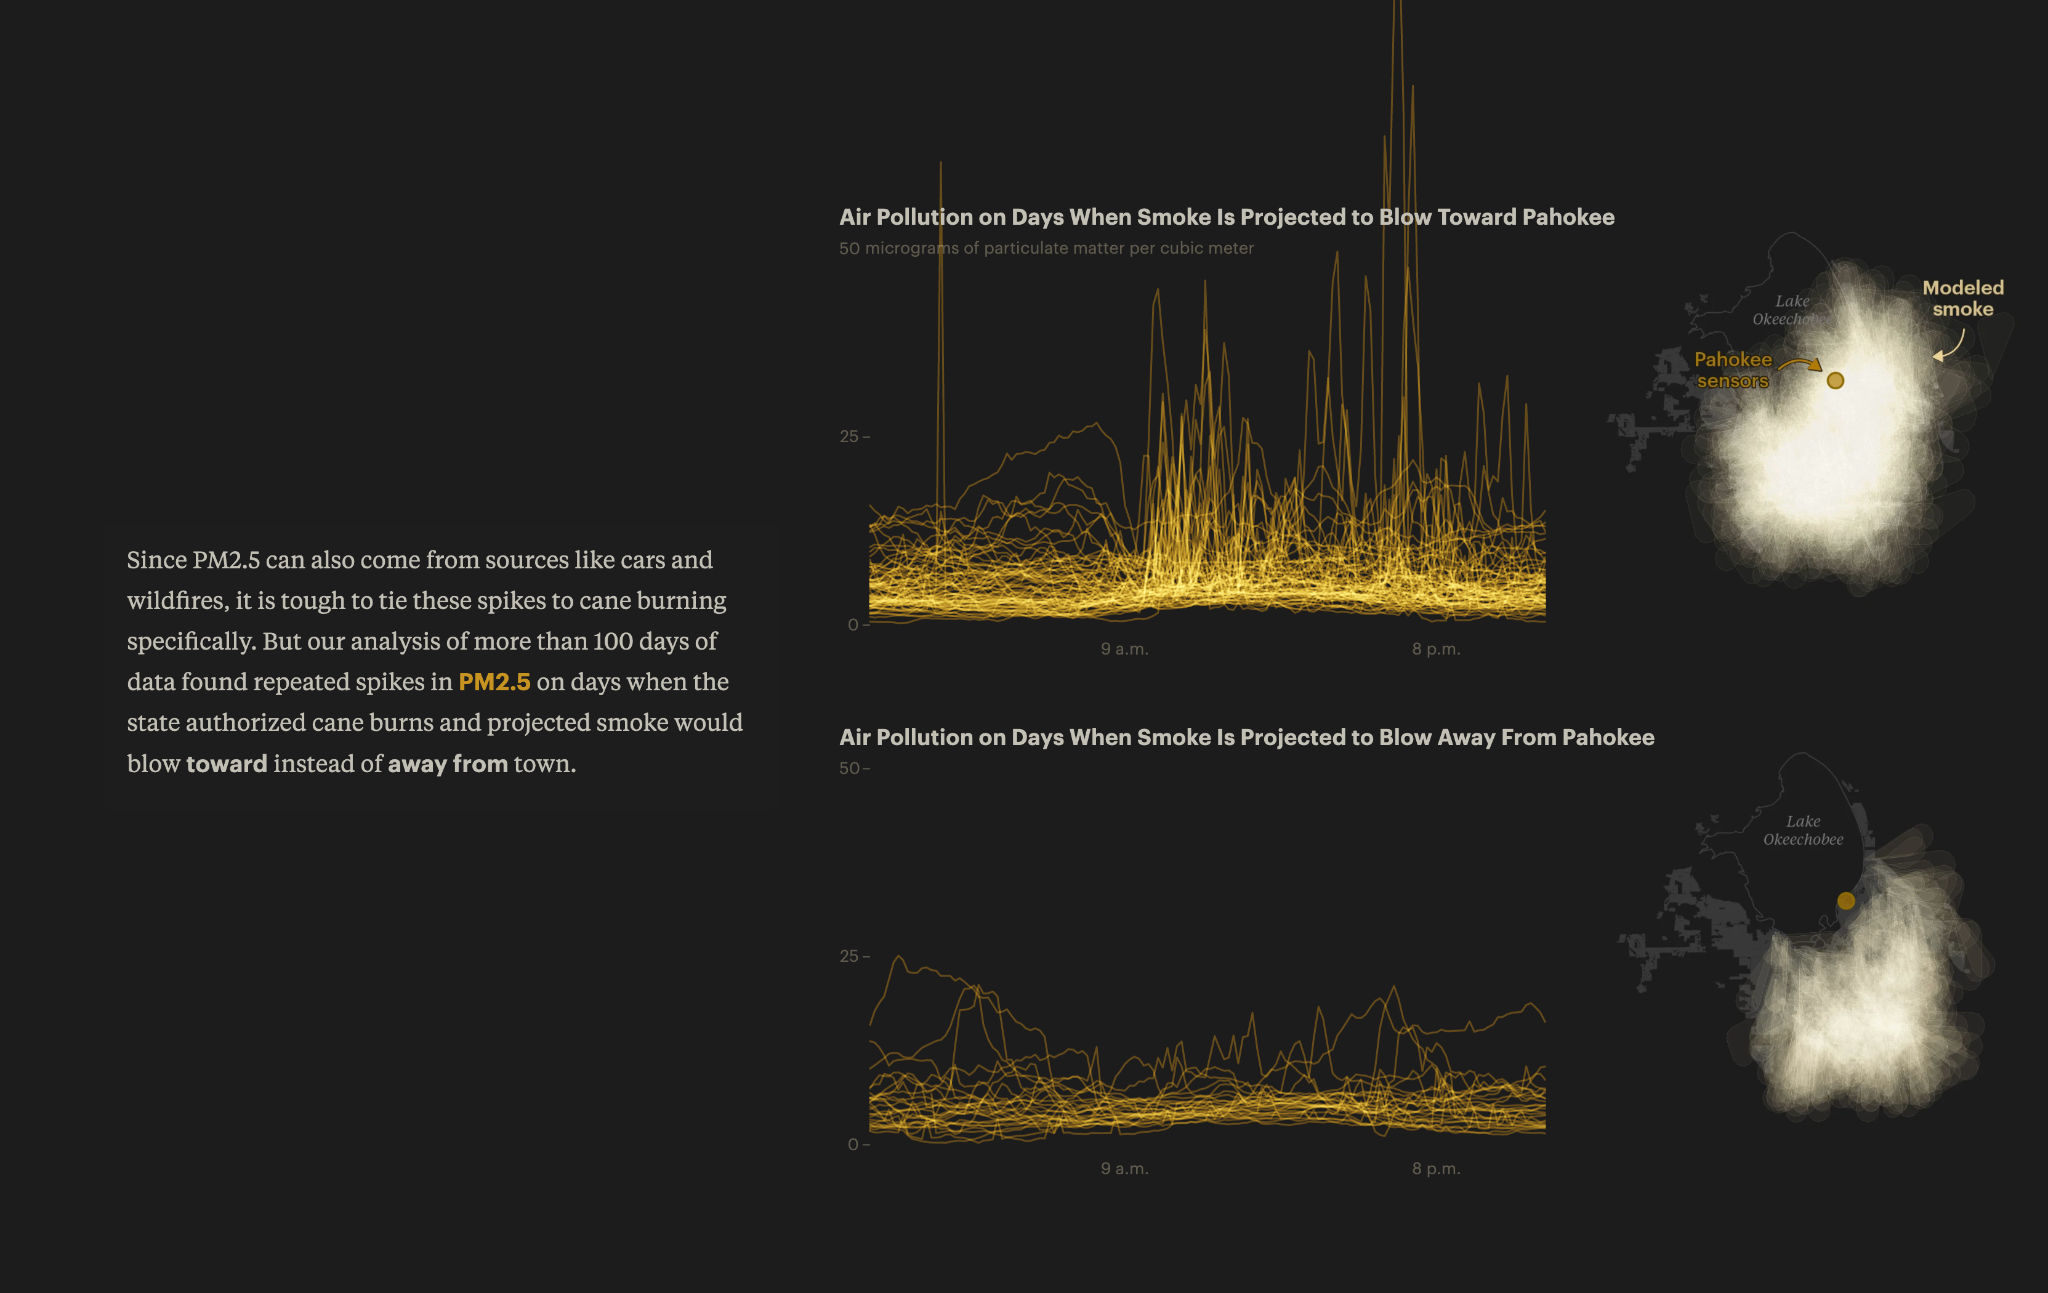 Since PM2.5 can also come from sources like cars and
wildfires, it is tough to tie these spikes to cane burning
specifically. But our analysis of more than 100 days of
data found repeated spikes in PM2.5 on days when the
state authorized cane burns and projected smoke would
blow toward instead of away from town.
Air Pollution on Days When Smoke Is Projected to Blow Toward Pahokee
50 micrograms of particulate matter per cubic meter
25
0
9 a.m.
8 p.m.
Lake
Okeechobee
Modeled
smoke
Pahokee
sensors
Air Pollution on Days When Smoke Is Projected to Blow Away From Pahokee
50
25
0
9 a.m.
8 p.m.
Lake
Okeechobee